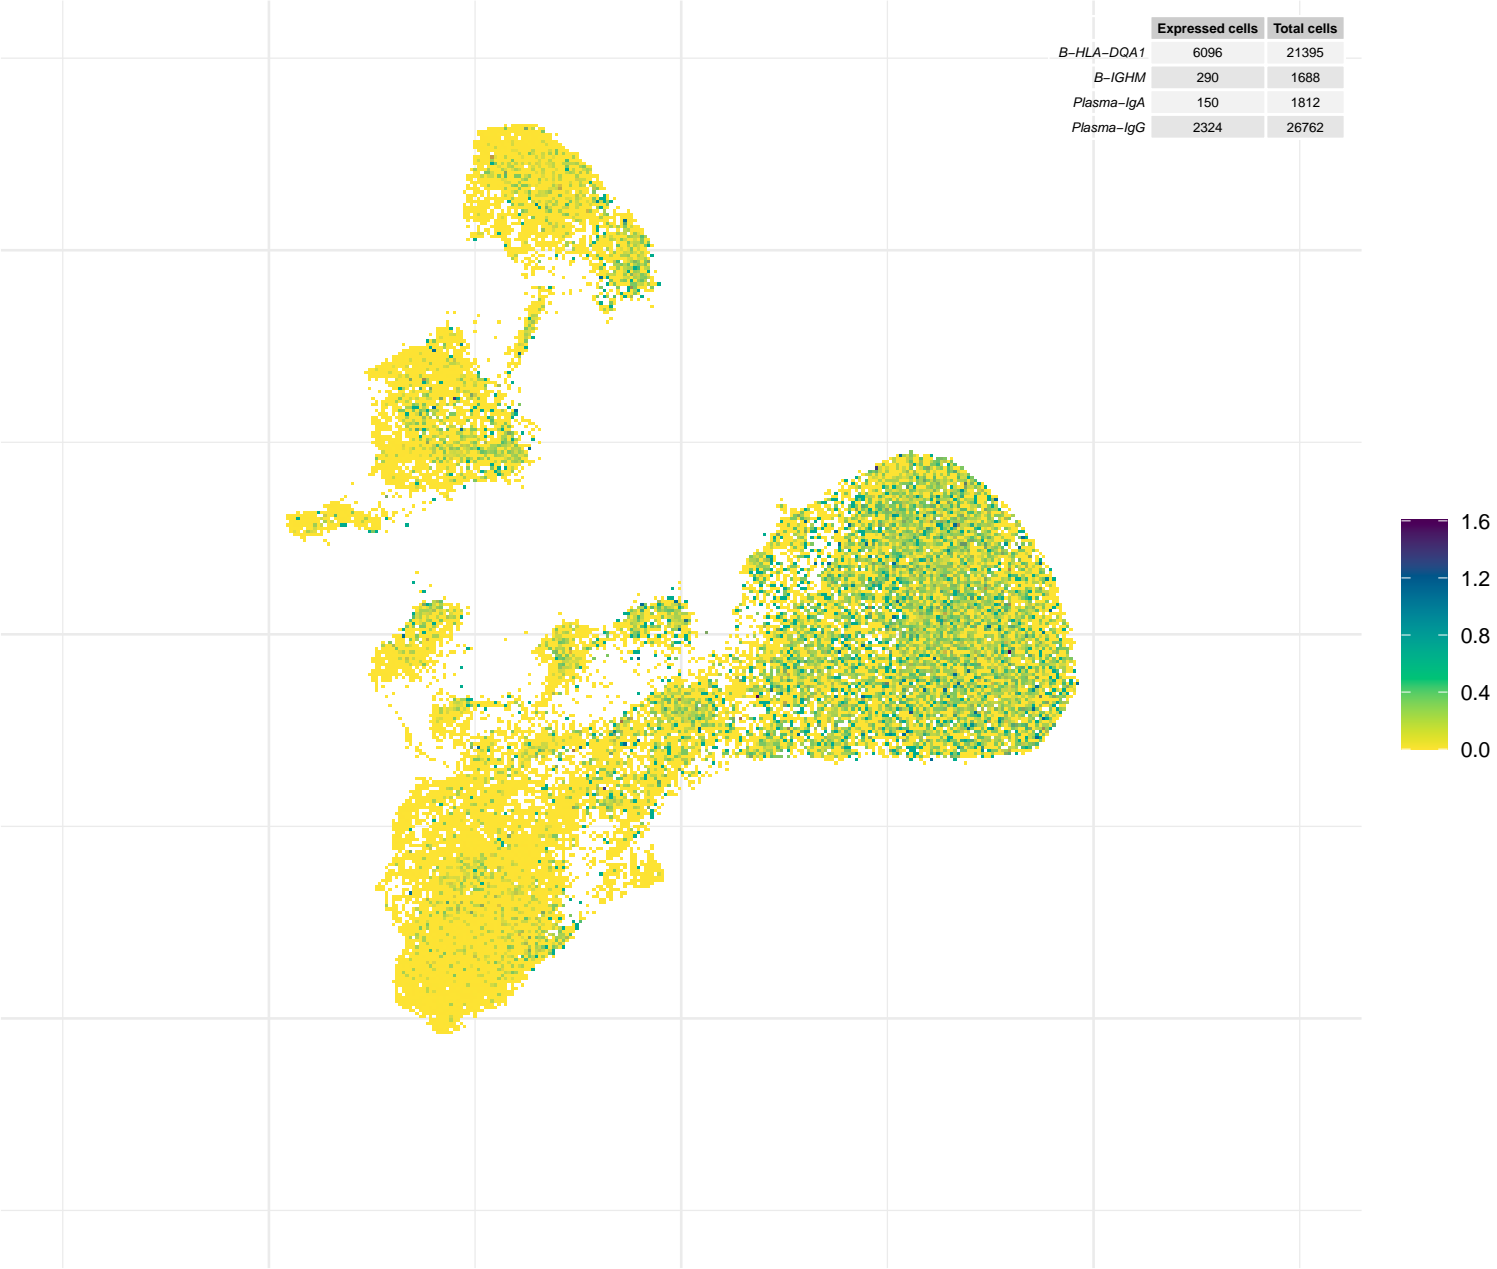 Expressed cells Total cells
B−HLA−DQA1 6096 21395
B−IGHM 290 1688
Plasma−IgA 150 1812
Plasma−IgG 2324 26762
1.6
1.2
0.8
0.4
0.0